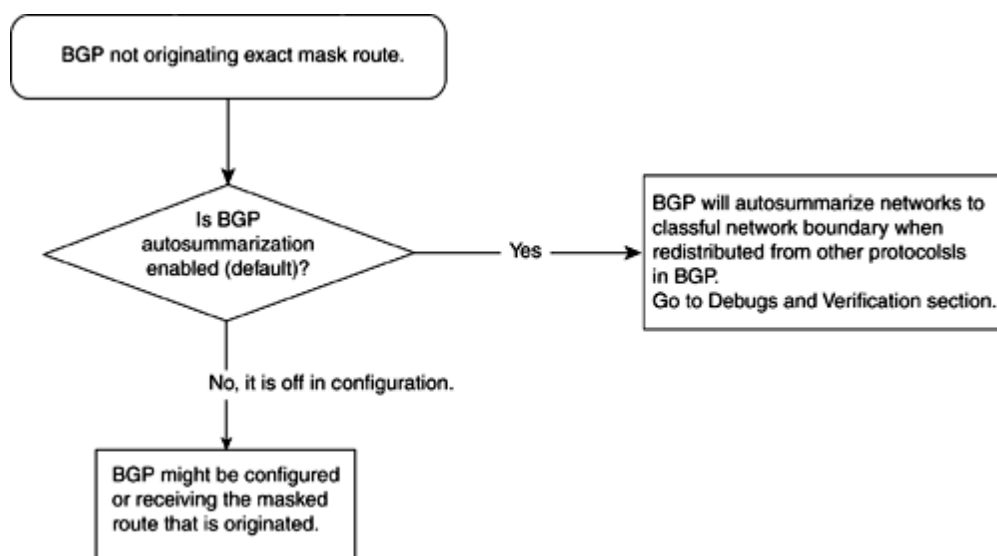 BGP not originating exact mask route.
Is BGP
autosummarization
enabled (default)?
Yes
BGP will autosummarize networks to
classful network boundary when
redistributed from other protocolsls
in BGP.
Go to Debugs and Verification section.
No, it is off in configuration.
BGP might be configured
or receiving the masked
route that is originated.